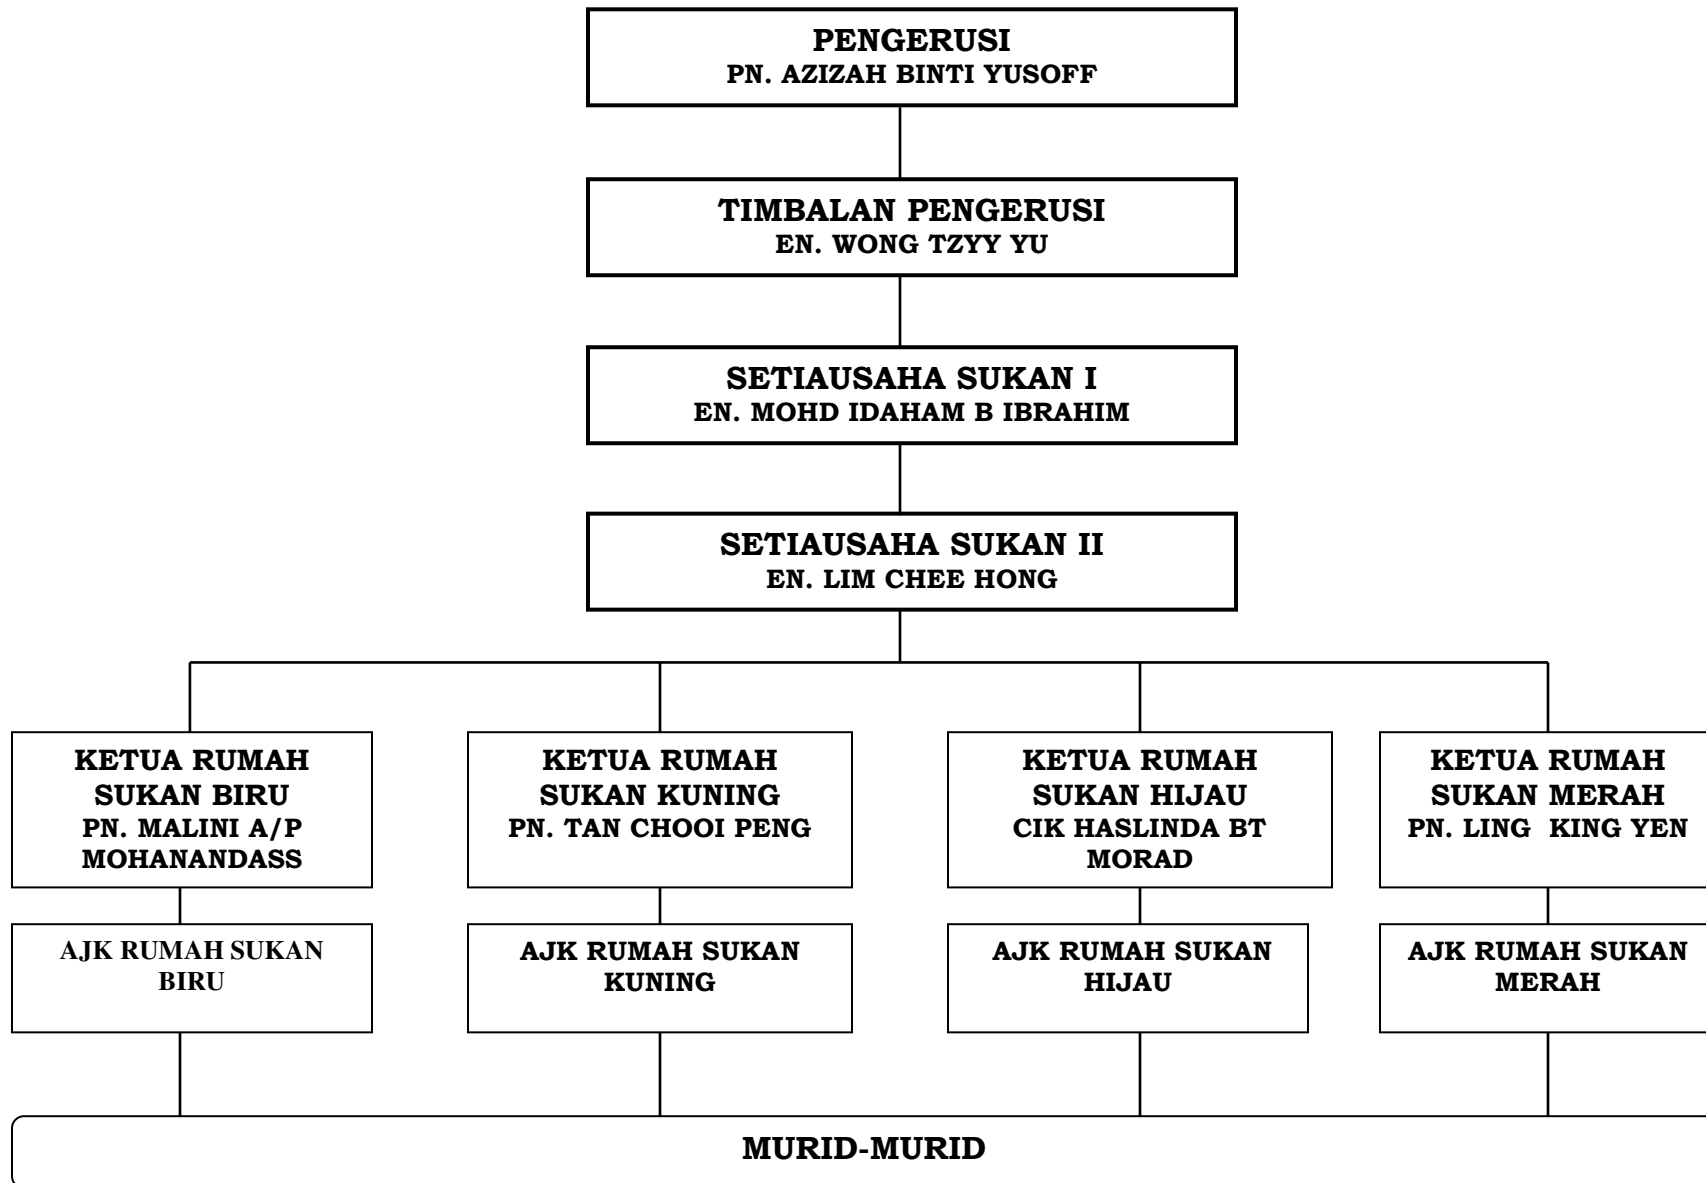 PENGERUSI
PN. AZIZAH BINTI YUSOFF
TIMBALAN PENGERUSI
EN. WONG TZYY YU
SETIAUSAHA SUKAN I
EN. MOHD IDAHAM B IBRAHIM
SETIAUSAHA SUKAN II
EN. LIM CHEE HONG
KETUA RUMAH
SUKAN BIRU
PN. MALINI A/P
MOHANANDASS
KETUA RUMAH
SUKAN KUNING
PN. TAN CHOOI PENG
KETUA RUMAH
SUKAN HIJAU
CIK HASLINDA BT
MORAD
KETUA RUMAH
SUKAN MERAH
PN. LING  KING YEN
AJK RUMAH SUKAN
BIRU
AJK RUMAH SUKAN
KUNING
AJK RUMAH SUKAN
HIJAU
AJK RUMAH SUKAN
MERAH
MURID-MURID